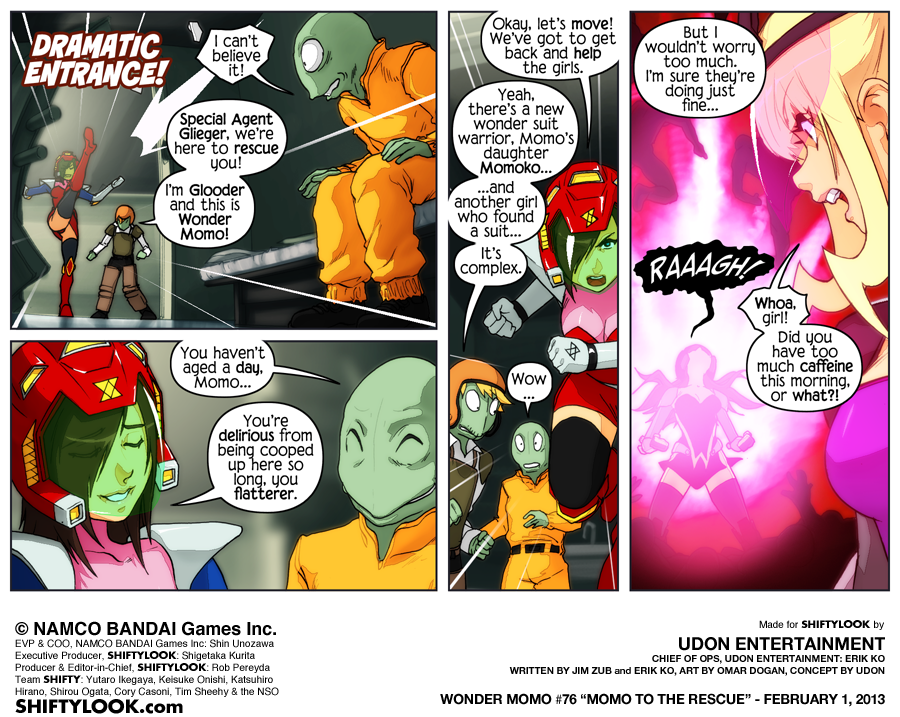 DRAMATIC
ENTRANCE!
I can't
believe
it!
Special Agent
Glieger, we're
here to rescue
you!
I'm Glooder
and this is
Wonder
Momo!
You haven't
aged a day,
Momo...
You're
delirious from
being cooped
up here so
long, you
flatterer.
Okay, let's move!
We've got to get
back and help
the girls.
Yeah,
there's a new
wonder suit
warrior, Momo's
daughter
Momoko...
...and
another girl
who found
a suit...
It's
complex.
Wow
...
But I
wouldn't worry
too much.
I'm sure they're
doing just
fine...
RAAAGH!
Whoa,
girl!
Did you
have too
much caffeine
this morning,
or what?!
© NAMCO BANDAI Games Inc.
EVP & COO, NAMCO BANDAI Games Inc: Shin Unozawa
Executive Producer, SHIFTYLOOK: Shigetaka Kurita
Producer & Editor-in-Chief, SHIFTYLOOK: Rob Pereyda
Team SHIFTY: Yutaro Ikegaya, Keisuke Onishi, Katsuhiro
Hirano, Shirou Ogata, Cory Casoni, Tim Sheehy & the NSO
SHIFTYLOOK.com
Made for SHIFTYLOOK by
UDON ENTERTAINMENT
CHIEF OF OPS, UDON ENTERTAINMENT: ERIK KO
WRITTEN BY JIM ZUB and ERIK KO, ART BY OMAR DOGAN, CONCEPT BY UDON
WONDER MOMO #76 "MOMO TO THE RESCUE" - FEBRUARY 1, 2013